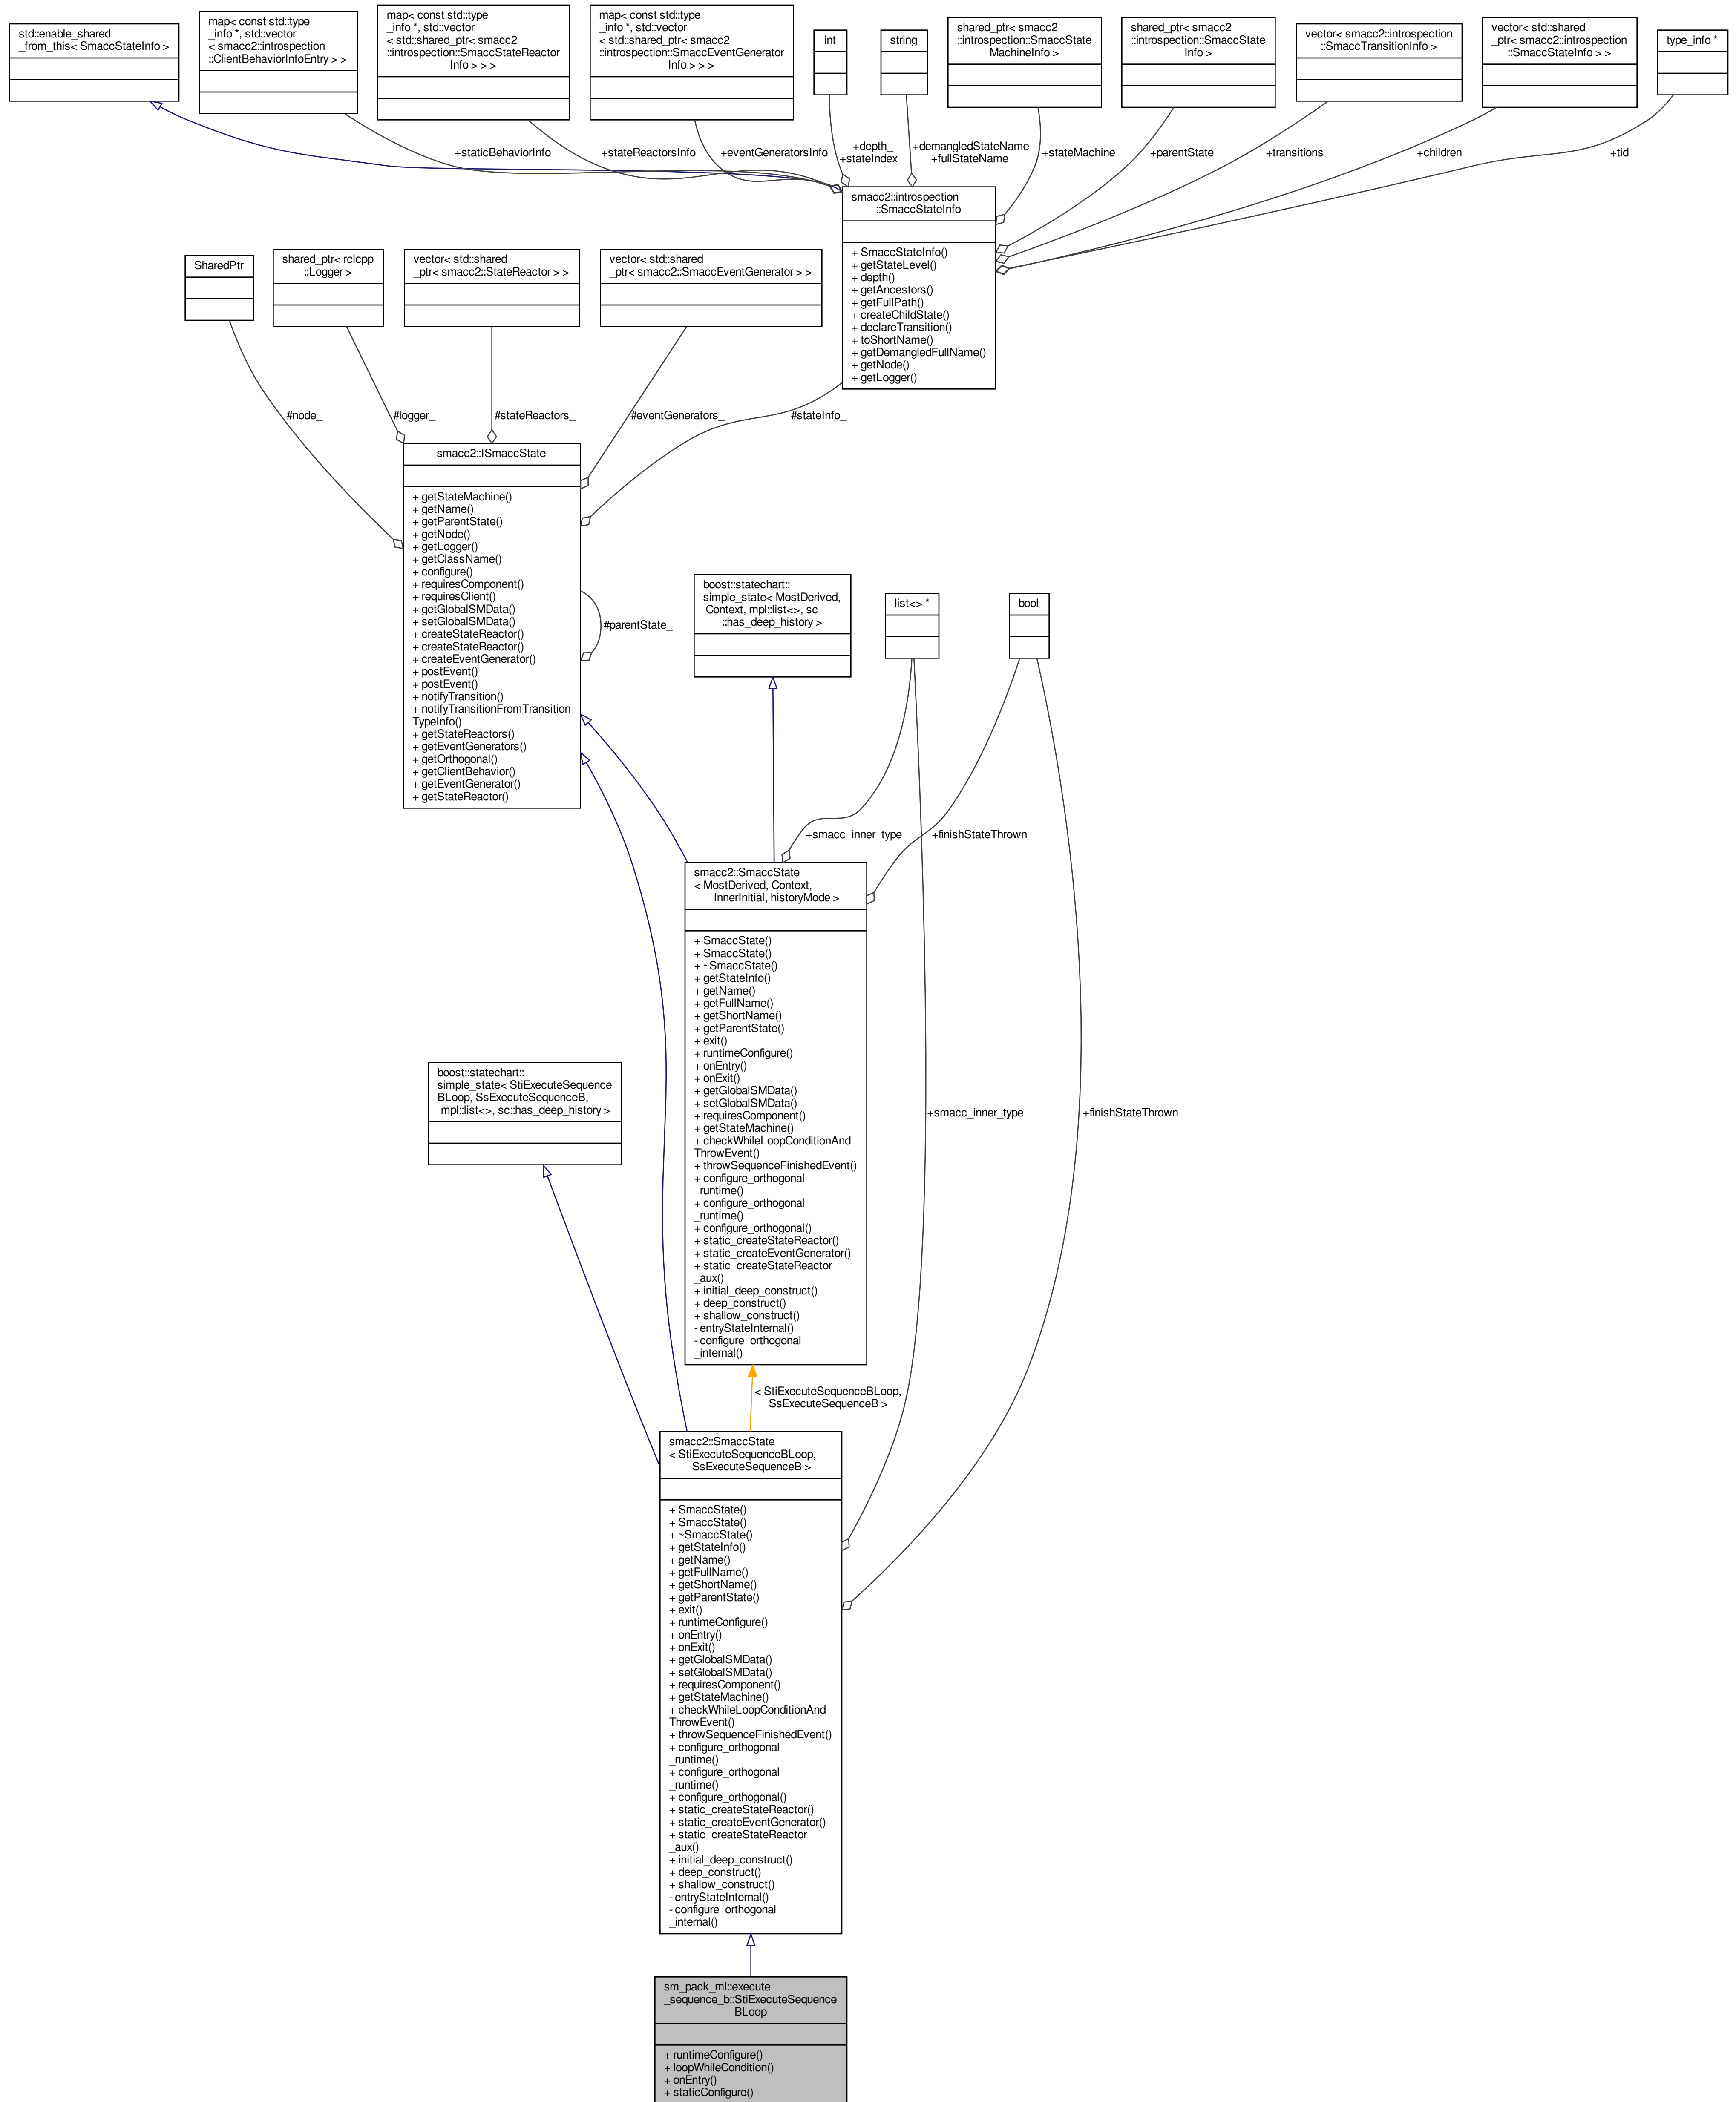 std::enable_shared
_from_this< SmaccStateInfo >
map< const std::type
_info *, std::vector
< smacc2::introspection
::ClientBehaviorInfoEntry > >
map< const std::type
_info *, std::vector
< std::shared_ptr< smacc2
::introspection::SmaccStateReactor
Info > > >
map< const std::type
_info *, std::vector
< std::shared_ptr< smacc2
::introspection::SmaccEventGenerator
Info > > >
int
string
shared_ptr< smacc2
::introspection::SmaccState
MachineInfo >
shared_ptr< smacc2
::introspection::SmaccState
Info >
vector< smacc2::introspection
::SmaccTransitionInfo >
vector< std::shared
_ptr< smacc2::introspection
::SmaccStateInfo > >
type_info *
+staticBehaviorInfo
+stateReactorsInfo
+eventGeneratorsInfo
+depth_
+stateIndex_
+demangledStateName
+fullStateName
+stateMachine_
+parentState_
+transitions_
+children_
+tid_
smacc2::introspection
::SmaccStateInfo
+ SmaccStateInfo()
+ getStateLevel()
+ depth()
+ getAncestors()
+ getFullPath()
+ createChildState()
+ declareTransition()
+ toShortName()
+ getDemangledFullName()
+ getNode()
+ getLogger()
SharedPtr
shared_ptr< rclcpp
::Logger >
vector< std::shared
_ptr< smacc2::StateReactor > >
vector< std::shared
_ptr< smacc2::SmaccEventGenerator > >
#node_
#logger_
#stateReactors_
#eventGenerators_
#stateInfo_
smacc2::ISmaccState
+ getStateMachine()
+ getName()
+ getParentState()
+ getNode()
+ getLogger()
+ getClassName()
+ configure()
+ requiresComponent()
+ requiresClient()
+ getGlobalSMData()
+ setGlobalSMData()
+ createStateReactor()
+ createStateReactor()
+ createEventGenerator()
+ postEvent()
+ postEvent()
+ notifyTransition()
+ notifyTransitionFromTransition
TypeInfo()
+ getStateReactors()
+ getEventGenerators()
+ getOrthogonal()
+ getClientBehavior()
+ getEventGenerator()
+ getStateReactor()
#parentState_
boost::statechart::
simple_state< MostDerived,
Context, mpl::list<>, sc
::has_deep_history >
list<> *
bool
+smacc_inner_type
+finishStateThrown
smacc2::SmaccState
< MostDerived, Context,
InnerInitial, historyMode >
+ SmaccState()
+ SmaccState()
+ ~SmaccState()
+ getStateInfo()
+ getName()
+ getFullName()
+ getShortName()
+ getParentState()
+ exit()
+ runtimeConfigure()
+ onEntry()
+ onExit()
+ getGlobalSMData()
+ setGlobalSMData()
+ requiresComponent()
+ getStateMachine()
+ checkWhileLoopConditionAnd
ThrowEvent()
+ throwSequenceFinishedEvent()
+ configure_orthogonal
_runtime()
+ configure_orthogonal
_runtime()
+ configure_orthogonal()
+ static_createStateReactor()
+ static_createEventGenerator()
+ static_createStateReactor
_aux()
+ initial_deep_construct()
+ deep_construct()
+ shallow_construct()
- entryStateInternal()
- configure_orthogonal
_internal()
boost::statechart::
simple_state< StiExecuteSequence
BLoop, SsExecuteSequenceB,
mpl::list<>, sc::has_deep_history >
+smacc_inner_type
+finishStateThrown
< StiExecuteSequenceBLoop,
SsExecuteSequenceB >
smacc2::SmaccState
< StiExecuteSequenceBLoop,
SsExecuteSequenceB >
+ SmaccState()
+ SmaccState()
+ ~SmaccState()
+ getStateInfo()
+ getName()
+ getFullName()
+ getShortName()
+ getParentState()
+ exit()
+ runtimeConfigure()
+ onEntry()
+ onExit()
+ getGlobalSMData()
+ setGlobalSMData()
+ requiresComponent()
+ getStateMachine()
+ checkWhileLoopConditionAnd
ThrowEvent()
+ throwSequenceFinishedEvent()
+ configure_orthogonal
_runtime()
+ configure_orthogonal
_runtime()
+ configure_orthogonal()
+ static_createStateReactor()
+ static_createEventGenerator()
+ static_createStateReactor
_aux()
+ initial_deep_construct()
+ deep_construct()
+ shallow_construct()
- entryStateInternal()
- configure_orthogonal
_internal()
sm_pack_ml::execute
_sequence_b::StiExecuteSequence
BLoop
+ runtimeConfigure()
+ loopWhileCondition()
+ onEntry()
+ staticConfigure()